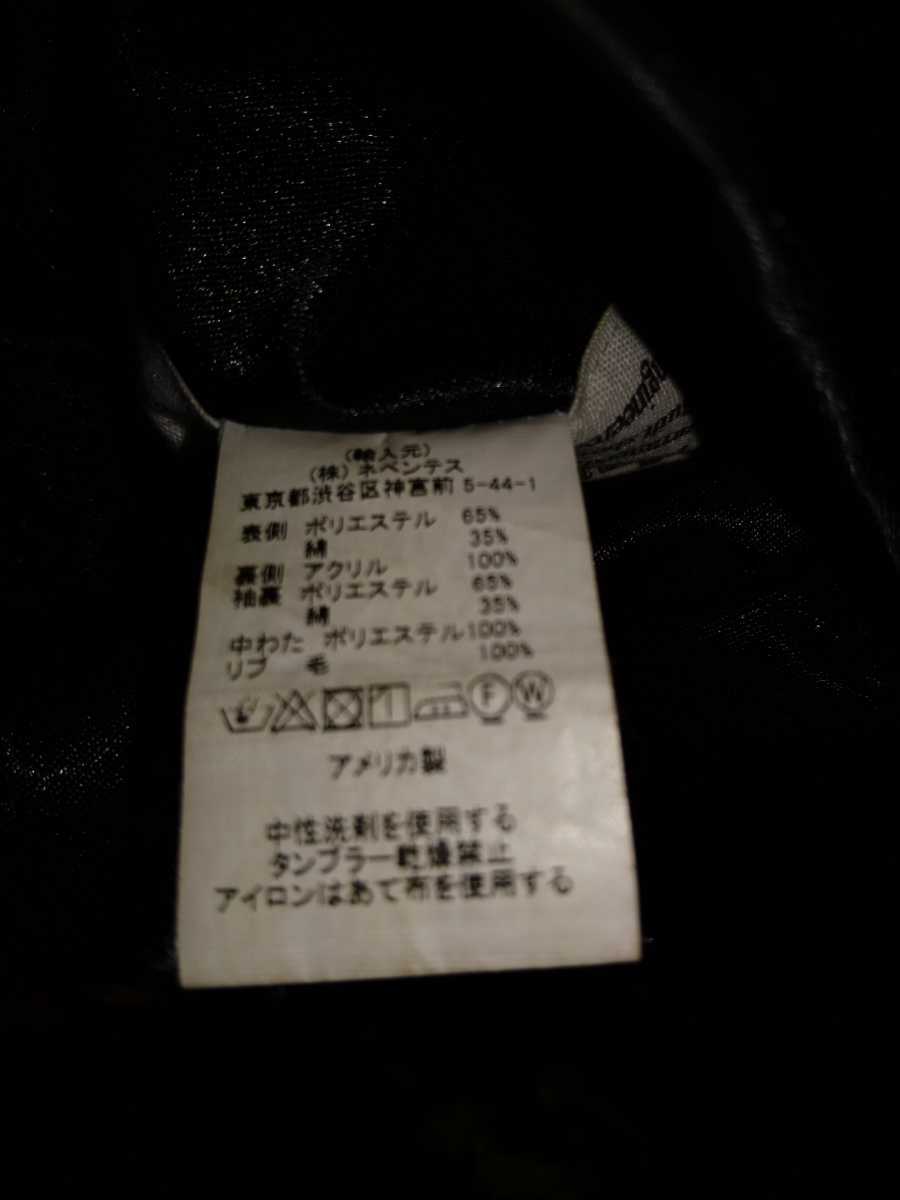 (輸入元)
(株) ネペンテス
東京都渋谷区神宮前 5-44-1
表側 ポリエステル 65%
綿 35%
裏側 アクリル 100%
袖裏 ポリエステル 65%
綿 35%
中わた ポリエステル 100%
リブ 毛 100%
F W
アメリカ製
中性洗剤を使用する
タンブラー乾燥禁止
アイロンはあて布を使用する